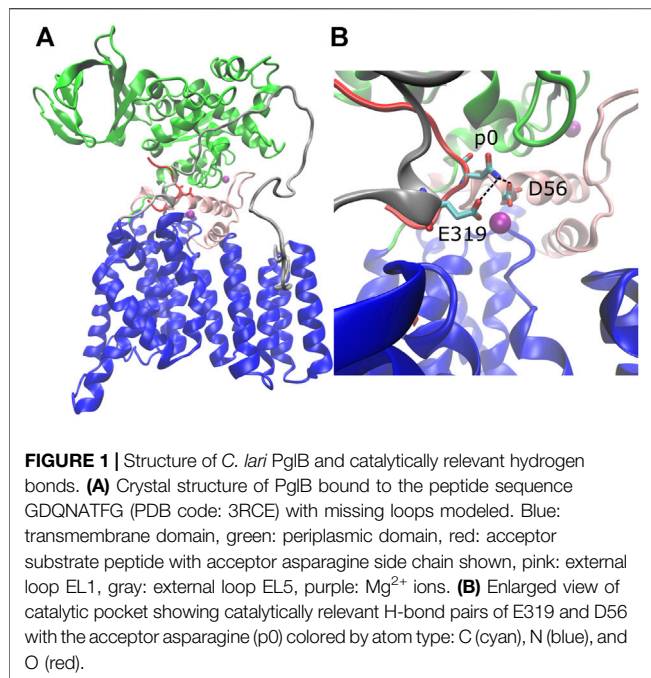 A
B
p0
D56
E319
FIGURE 1 | Structure of C. lari PglB and catalytically relevant hydrogen
bonds. (A) Crystal structure of PglB bound to the peptide sequence
GDQNATFG (PDB code: 3RCE) with missing loops modeled. Blue:
transmembrane domain, green: periplasmic domain, red: acceptor
substrate peptide with acceptor asparagine side chain shown, pink: external
loop EL1, gray: external loop EL5, purple: Mg2+ ions. (B) Enlarged view of
catalytic pocket showing catalytically relevant H-bond pairs of E319 and D56
with the acceptor asparagine (p0) colored by atom type: C (cyan), N (blue), and
O (red).